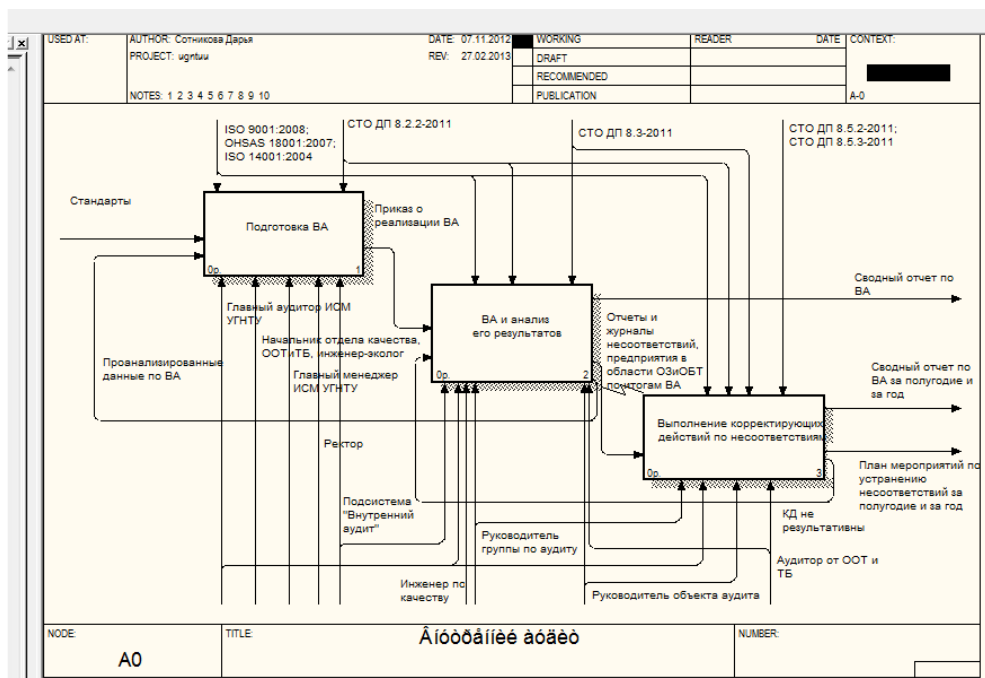 USED AT:
AUTHOR: Сотникова Дарья
DATE: 07.11.2012
WORKING
READER
DATE
CONTEXT:
PROJECT: ugntuu
REV: 27.02.2013
DRAFT
RECOMMENDED
NOTES: 1 2 3 4 5 6 7 8 9 10
PUBLICATION
A-0
ISO 9001:2008;
OHSAS 18001:2007;
ISO 14001:2004
СТО ДП 8.2.2-2011
СТО ДП 8.3-2011
СТО ДП 8.5.2-2011;
СТО ДП 8.5.3-2011
Стандарты
Подготовка ВА
0р.
1
Приказ о
реализации ВА
Главный аудитор ИСМ
УГНТУ
Начальник отдела качества,
ООТиТБ, инженер-эколог
Главный менеджер
ИСМ УГНТУ
Проанализированные
данные по ВА
ВА и анализ
его результатов
0р.
2
Отчеты и
журналы
несоответствий,
предприятия в
области ОЗиОБТ
по итогам ВА
Сводный отчет по
ВА
Сводный отчет по
ВА за полугодие и
за год
Выполнение корректирующих
действий по несоответствиям
0р.
3
План мероприятий по
устранению
несоответствий за
полугодие и за год
Ректор
Подсистема
"Внутренний
аудит"
Руководитель
группы по аудиту
КД не
результативны
Аудитор от ООТ и
ТБ
Инженер по
качеству
Руководитель объекта аудита
NODE:
A0
TITLE:
Âíóòðåííèé àóäèò
NUMBER: